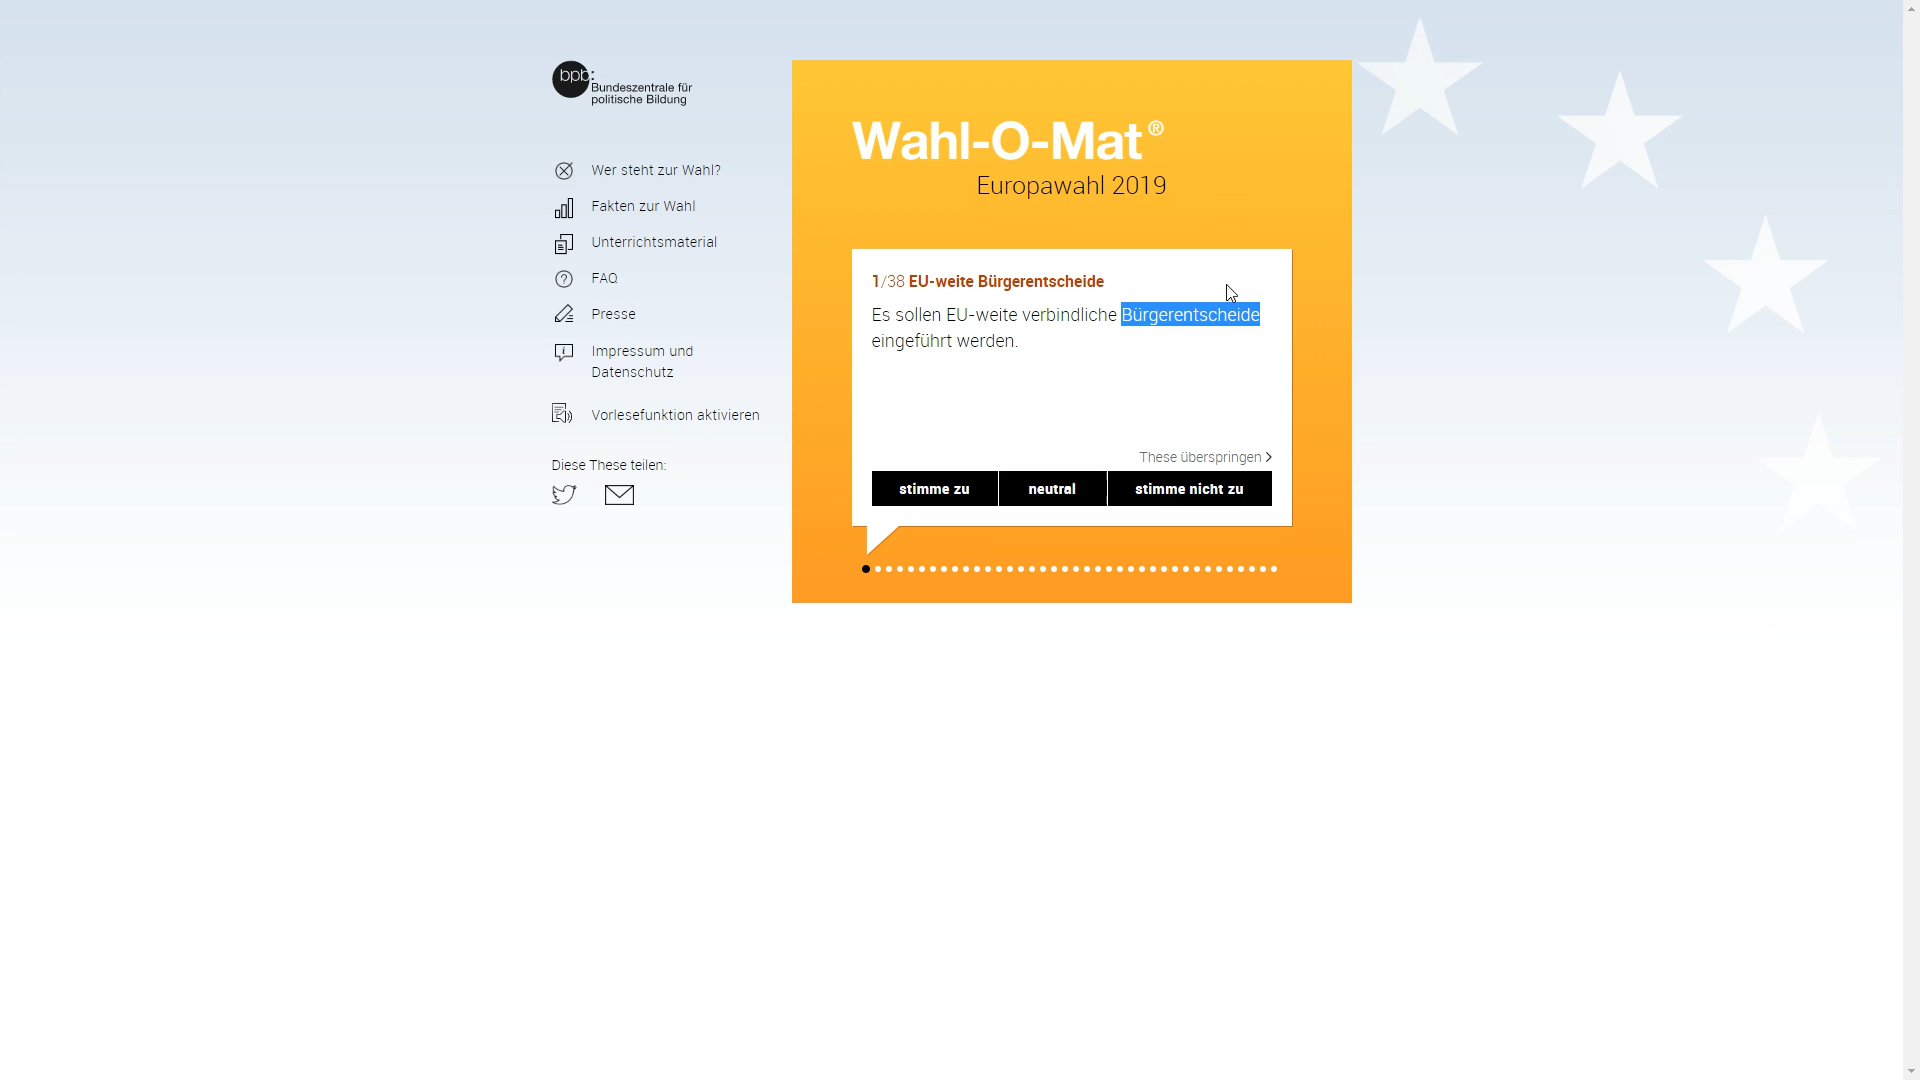 bpb:
Bundeszentrale für
politische Bildung
Wer steht zur Wahl?
Fakten zur Wahl
Unterrichtsmaterial
FAQ
Presse
Impressum und
Datenschutz
Vorlesefunktion aktivieren
Diese These teilen:
Wahl-O-Mat®
Europawahl 2019
1/38 EU-weite Bürgerentscheide
Es sollen EU-weite verbindliche Bürgerentscheide
eingeführt werden.
These überspringen
stimme zu neutral stimme nicht zu